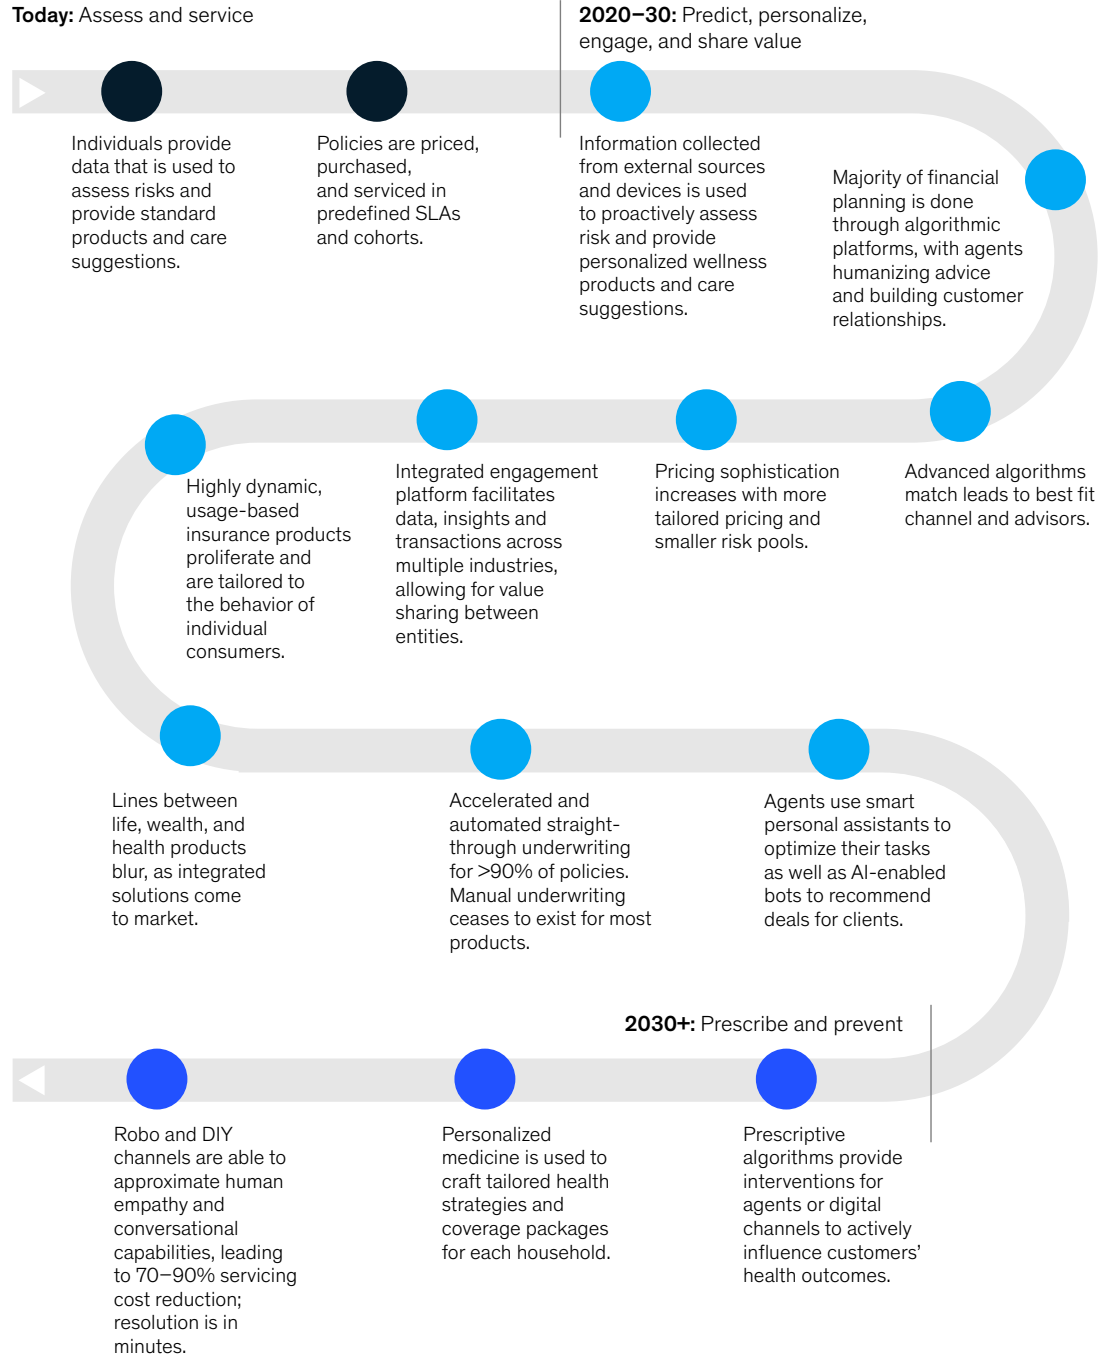 Today: Assess and service
2020–30: Predict, personalize,
engage, and share value
Individuals provide
data that is used to
assess risks and
provide standard
products and care
suggestions.
Policies are priced,
purchased,
and serviced in
predefined SLAs
and cohorts.
Information collected
from external sources
and devices is used
to proactively assess
risk and provide
personalized wellness
products and care
suggestions.
Majority of financial
planning is done
through algorithmic
platforms, with agents
humanizing advice
and building customer
relationships.
Advanced algorithms
match leads to best fit
channel and advisors.
Pricing sophistication
increases with more
tailored pricing and
smaller risk pools.
Integrated engagement
platform facilitates
data, insights and
transactions across
multiple industries,
allowing for value
sharing between
entities.
Highly dynamic,
usage-based
insurance products
proliferate and
are tailored to
the behavior of
individual
consumers.
Lines between
life, wealth, and
health products
blur, as integrated
solutions come
to market.
Accelerated and
automated straight-
through underwriting
for >90% of policies.
Manual underwriting
ceases to exist for most
products.
Agents use smart
personal assistants to
optimize their tasks
as well as AI-enabled
bots to recommend
deals for clients.
2030+: Prescribe and prevent
Prescriptive
algorithms provide
interventions for
agents or digital
channels to actively
influence customers’
health outcomes.
Personalized
medicine is used to
craft tailored health
strategies and
coverage packages
for each household.
Robo and DIY
channels are able to
approximate human
empathy and
conversational
capabilities, leading
to 70–90% servicing
cost reduction;
resolution is in
minutes.